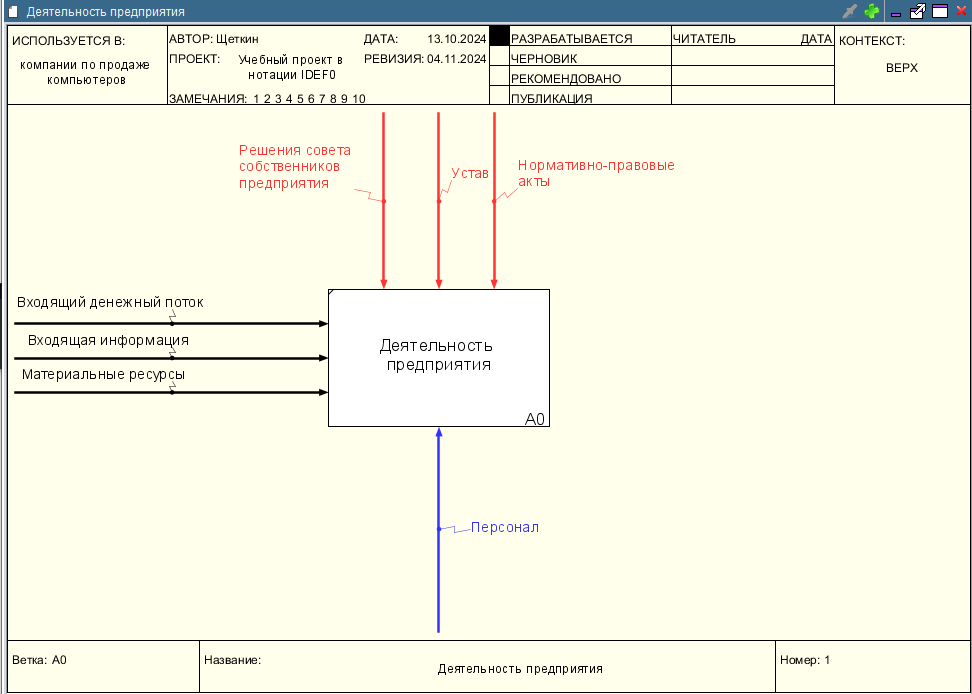 Деятельность предприятия
ИСПОЛЬЗУЕТСЯ В:
компании по продаже
компьютеров
АВТОР: Щеткин
ДАТА: 13.10.2024
ПРОЕКТ: Учебный проект в
нотации IDEF0
РЕВИЗИЯ: 04.11.2024
ЗАМЕЧАНИЯ: 1 2 3 4 5 6 7 8 9 10
РАЗРАБАТЫВАЕТСЯ
ЧЕРНОВИК
РЕКОМЕНДОВАНО
ПУБЛИКАЦИЯ
ЧИТАТЕЛЬ ДАТА
КОНТЕКСТ:
ВЕРХ
Решения совета
собственников
предприятия
Устав
Нормативно-правовые
акты
Входящий денежный поток
Входящая информация
Материальные ресурсы
Деятельность
предприятия
A0
Персонал
Ветка: A0
Название:
Деятельность предприятия
Номер: 1